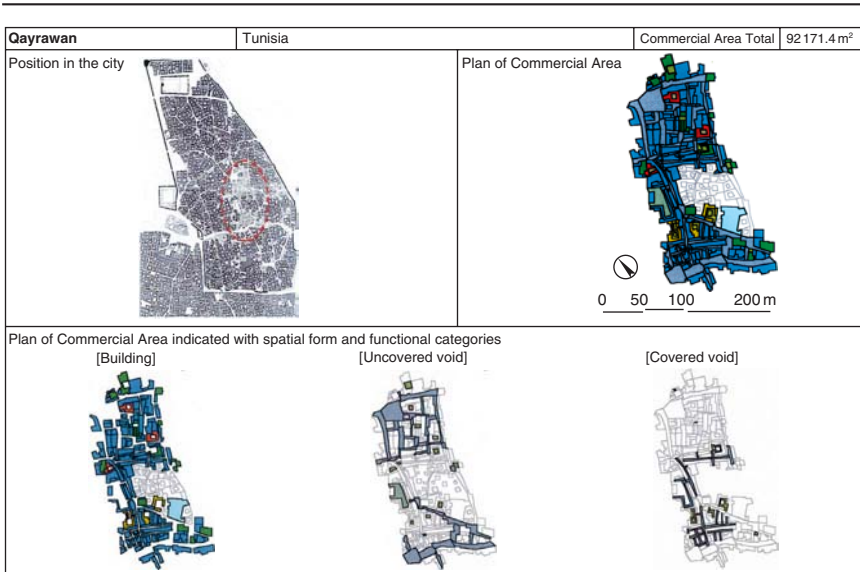 Qayrawan Tunisia Commercial Area Total 92 171.4 m²
Position in the city Plan of Commercial Area
0 50 100 200 m
Plan of Commercial Area indicated with spatial form and functional categories
[Building] [Uncovered void] [Covered void]